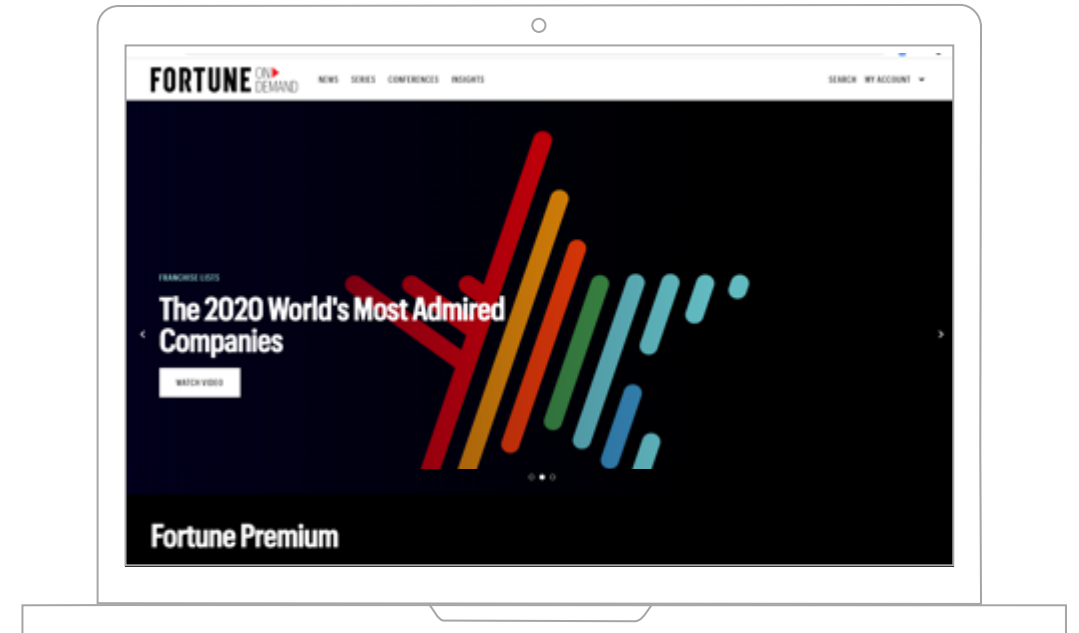 FORTUNE ON DEMAND
NEWS SERIES CONFERENCES INSIGHTS
SEARCH MY ACCOUNT
FRANCHISE LISTS
The 2020 World's Most Admired
Companies
WATCH VIDEO
Fortune Premium